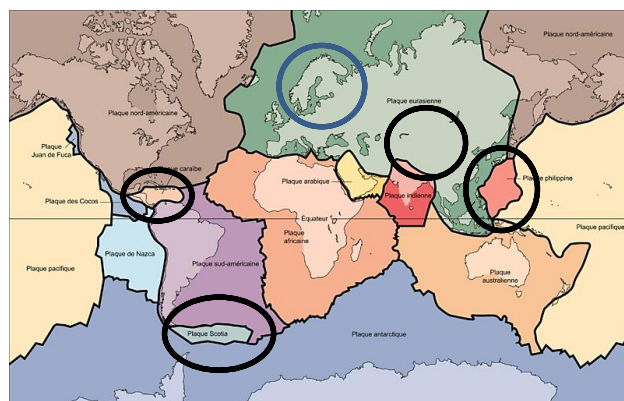 Plaque nord-américaine
Plaque nord-américaine
Plaque eurasienne
Plaque
Juan de Fuca
que caraïbe
Plaque arabique
Plaque indienne
Plaque philippine
Plaque des Cocos
Équateur
Plaque
africaine
Plaque pacifique
Plaque de Nazca
Plaque sud-américaine
Plaque pacifique
Plaque
australienne
Plaque Scotia
Plaque antarctique